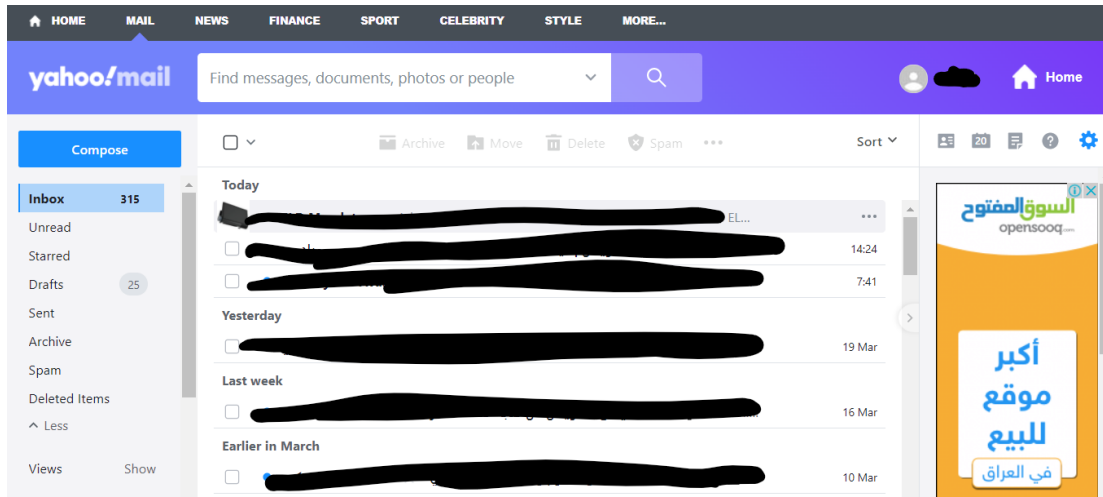 HOME MAIL NEWS FINANCE SPORT CELEBRITY STYLE MORE...
yahoo!mail
Find messages, documents, photos or people
Home
Compose
Archive Move Delete Spam
Sort
20
Inbox 315
Unread
Starred
Drafts 25
Sent
Archive
Spam
Deleted Items
Less
Views Show
Today
EL...
14:24
7:41
Yesterday
19 Mar
Last week
16 Mar
Earlier in March
10 Mar
السوق المفتوح
opensooq
أكبر
موقع
للبيع
في العراق